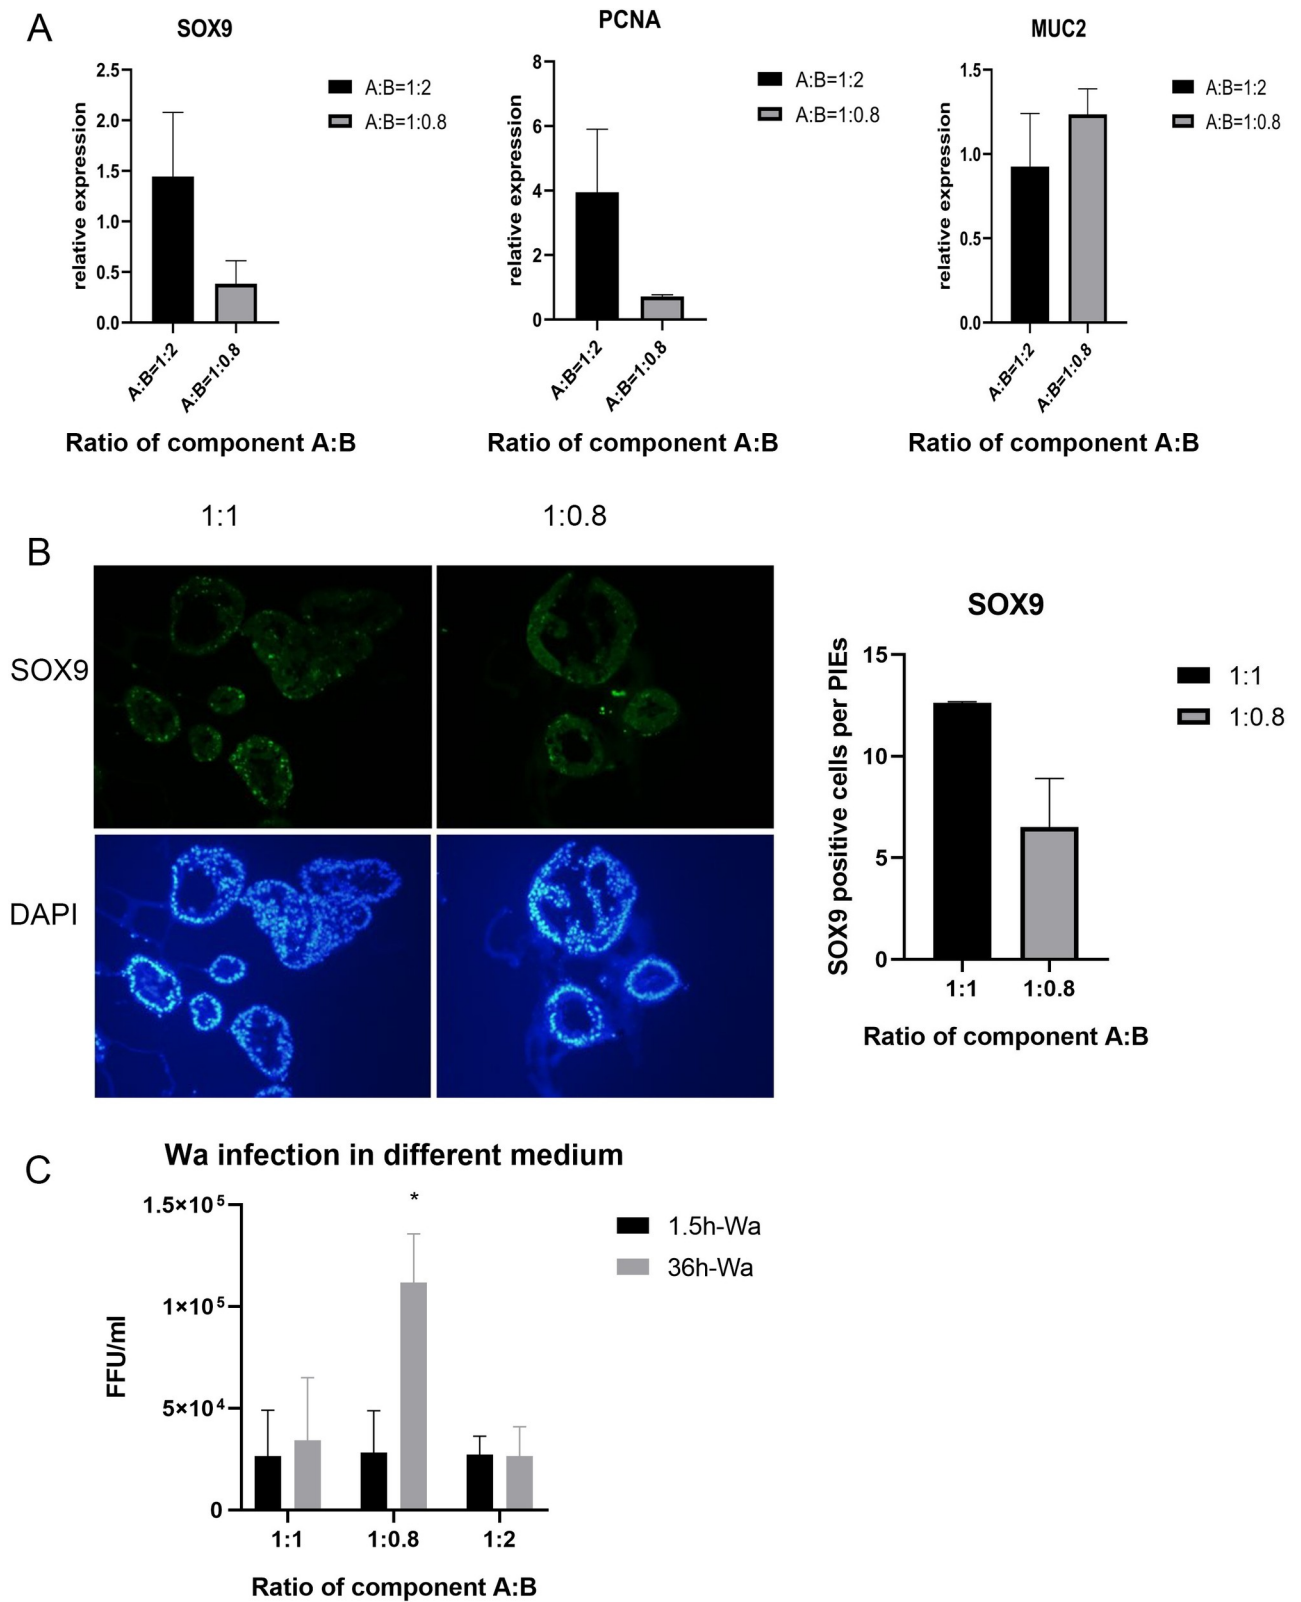 A
SOX9
2.5
2.0
1.5
1.0
0.5
0.0
relative expression
A:B=1:2
A:B=1:0.8
A:B=1:2
A:B=1:0.8
Ratio of component A:B
PCNA
8
6
4
2
0
relative expression
A:B=1:2
A:B=1:0.8
A:B=1:2
A:B=1:0.8
Ratio of component A:B
MUC2
1.5
1.0
0.5
0.0
relative expression
A:B=1:2
A:B=1:0.8
A:B=1:2
A:B=1:0.8
Ratio of component A:B
B
1:1
1:0.8
SOX9
DAPI
SOX9
15
10
5
0
SOX9 positive cells per PIEs
1:1
1:0.8
1:1
1:0.8
Ratio of component A:B
C
Wa infection in different medium
1.5×10⁵
1×10⁵
5×10⁴
0
FFU/ml
*
1.5h-Wa
36h-Wa
1:1
1:0.8
1:2
Ratio of component A:B